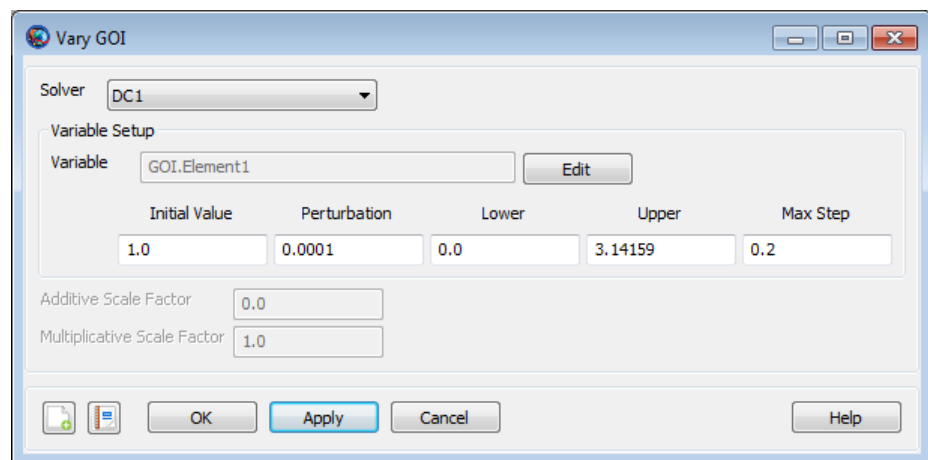 Vary GOI
Solver DC1
Variable Setup
Variable GOI.Element1 Edit
Initial Value Perturbation Lower Upper Max Step
1.0 0.0001 0.0 3.14159 0.2
Additive Scale Factor 0.0
Multiplicative Scale Factor 1.0
OK Apply Cancel Help